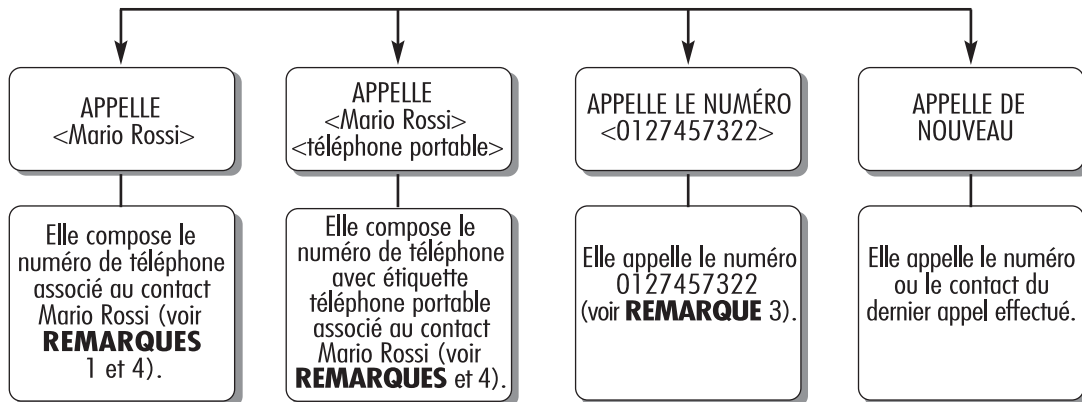 APPELLE
<Mario Rossi>
APPELLE
<Mario Rossi>
<téléphone portable>
APPELLE LE NUMÉRO
<0127457322>
APPELLE DE
NOUVEAU
Elle compose le
numéro de téléphone
associé au contact
Mario Rossi (voir
REMARQUES
1 et 4).
Elle compose le
numéro de téléphone
avec étiquette
téléphone portable
associé au contact
Mario Rossi (voir
REMARQUES et 4).
Elle appelle le numéro
0127457322
(voir REMARQUE 3).
Elle appelle le numéro
ou le contact du
dernier appel effectué.